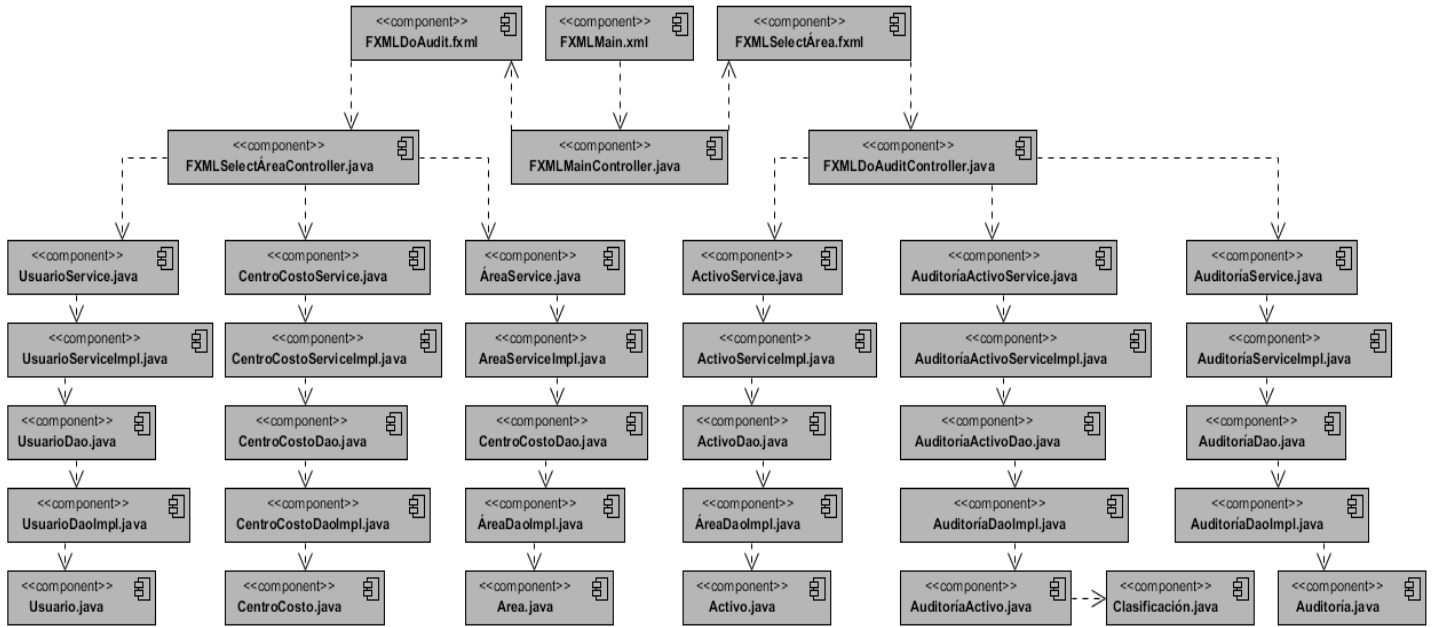 <<component>>
FXMLDoAudit.fxml
<<component>>
FXMLMain.xml
<<component>>
FXMLSelectÁrea.fxml
<<component>>
FXMLSelectÁreaController.java
<<component>>
FXMLMainController.java
<<component>>
FXMLDoAuditController.java
<<component>>
UsuarioService.java
<<component>>
CentroCostoService.java
<<component>>
ÁreaService.java
<<component>>
ActivoService.java
<<component>>
AuditoríaActivoService.java
<<component>>
AuditoríaService.java
<<component>>
UsuarioServiceImpl.java
<<component>>
CentroCostoServiceImpl.java
<<component>>
AreaServiceImpl.java
<<component>>
ActivoServiceImpl.java
<<component>>
AuditoríaActivoServiceImpl.java
<<component>>
AuditoríaServiceImpl.java
<<component>>
UsuarioDao.java
<<component>>
CentroCostoDao.java
<<component>>
CentroCostoDao.java
<<component>>
ActivoDao.java
<<component>>
AuditoríaActivoDao.java
<<component>>
AuditoríaDao.java
<<component>>
UsuarioDaoImpl.java
<<component>>
CentroCostoDaoImpl.java
<<component>>
ÁreaDaoImpl.java
<<component>>
ÁreaDaoImpl.java
<<component>>
AuditoríaDaoImpl.java
<<component>>
AuditoríaDaoImpl.java
<<component>>
Usuario.java
<<component>>
CentroCosto.java
<<component>>
Area.java
<<component>>
Activo.java
<<component>>
AuditoríaActivo.java
<<component>>
Clasificación.java
<<component>>
Auditoría.java